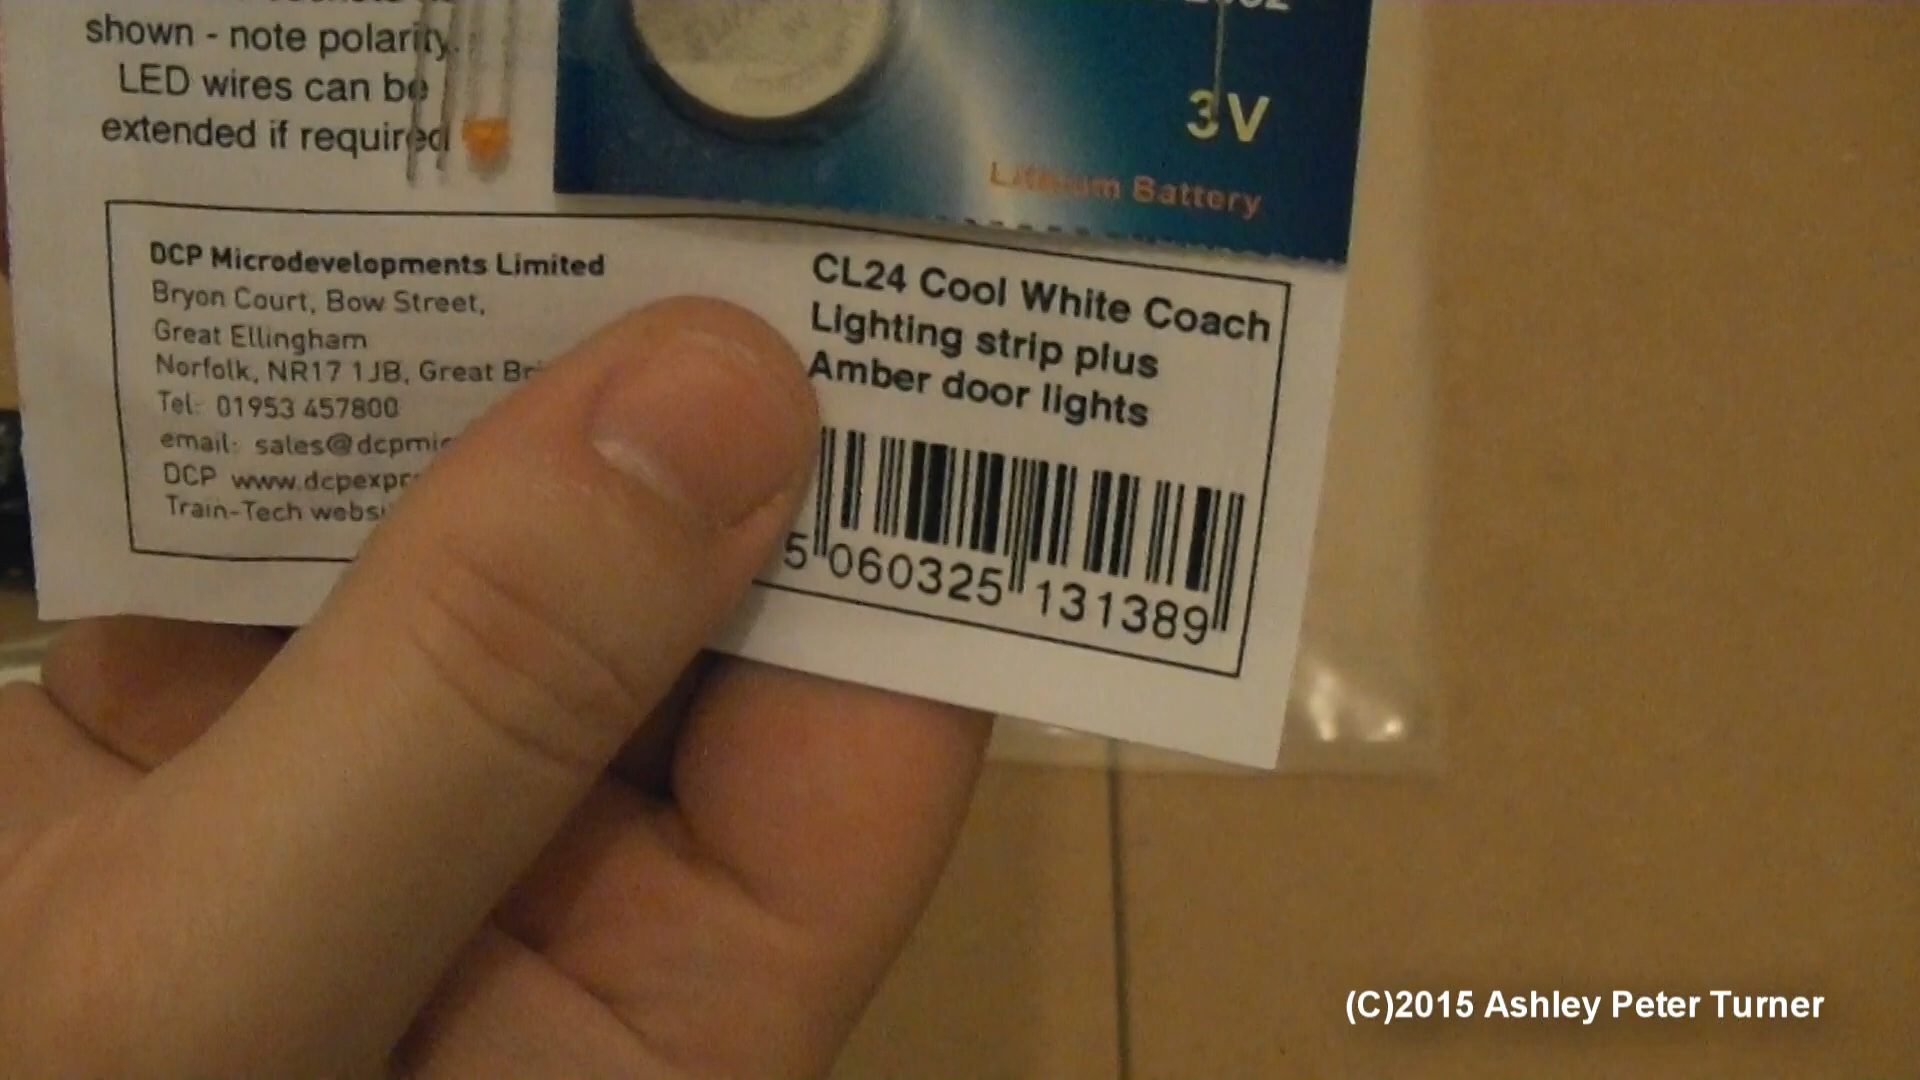 shown - note polarity.
LED wires can be
extended if required
3V
Lithium Battery
DCP Microdevelopments Limited
Bryon Court, Bow Street,
Great Ellingham
Norfolk, NR17 1JB, Great
Tel: 01953 457800
email: sales@dcpmic
DCP www.dcpexpr
Train-Tech
CL24 Cool White Coach
Lighting strip plus
Amber door lights
5 060325 131389
(C)2015 Ashley Peter Turner